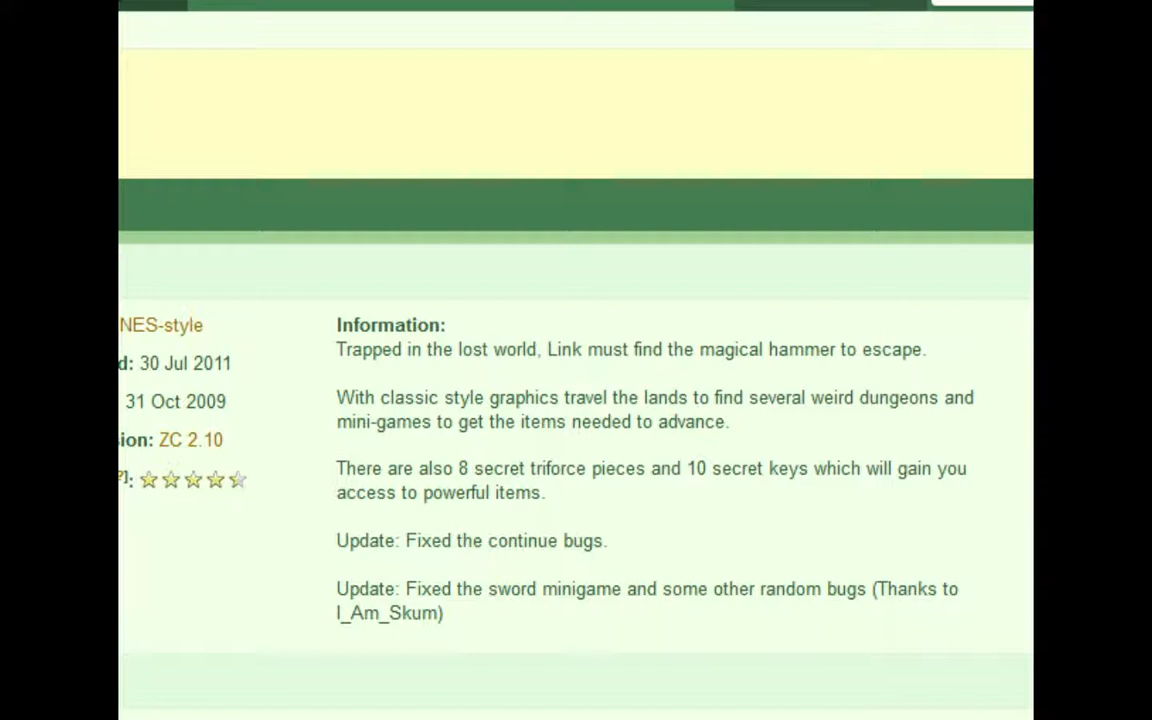 NES-style
d: 30 Jul 2011
31 Oct 2009
sion: ZC 2.10
?]:
Information:
Trapped in the lost world, Link must find the magical hammer to escape.
With classic style graphics travel the lands to find several weird dungeons and
mini-games to get the items needed to advance.
There are also 8 secret triforce pieces and 10 secret keys which will gain you
access to powerful items.
Update: Fixed the continue bugs.
Update: Fixed the sword minigame and some other random bugs (Thanks to
I_Am_Skum)